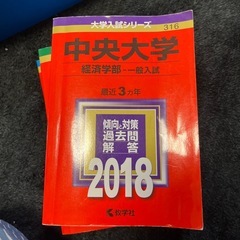 大学入試シリーズ
316
中央大学
経済学部-一般入試
最近3カ年
傾向と対策
過去問
解答
2018
教学社